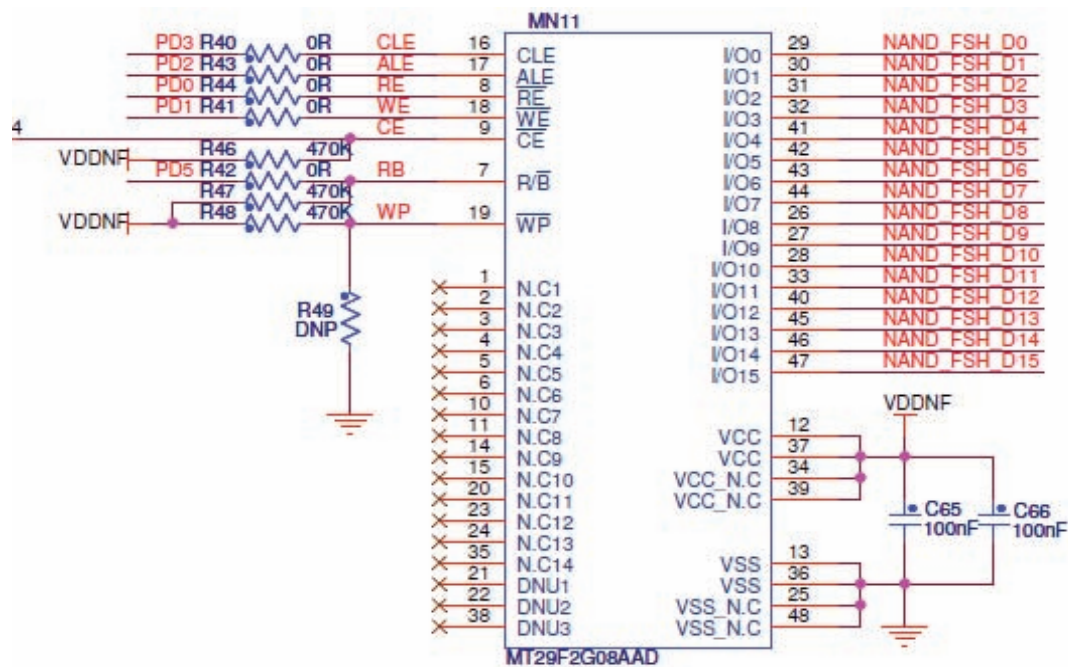 MN11
PD3 R40 0R CLE 16 CLE
PD2 R43 0R ALE 17 ALE
PD0 R44 0R RE 8 RE
PD1 R41 0R WE 18 WE
4 CE 9 CE
R46 470K
VDDNF
PD5 R42 0R RB 7 R/B
R47 470K
VDDNF R48 470K WP 19 WP
R49
DNP
1 N.C1
2 N.C2
3 N.C3
4 N.C4
5 N.C5
6 N.C6
10 N.C7
11 N.C8
14 N.C9
15 N.C10
20 N.C11
23 N.C12
24 N.C13
35 N.C14
21 DNU1
22 DNU2
38 DNU3
I/O0 29 NAND_FSH_D0
I/O1 30 NAND_FSH_D1
I/O2 31 NAND_FSH_D2
I/O3 32 NAND_FSH_D3
I/O4 41 NAND_FSH_D4
I/O5 42 NAND_FSH_D5
I/O6 43 NAND_FSH_D6
I/O7 44 NAND_FSH_D7
I/O8 26 NAND_FSH_D8
I/O9 27 NAND_FSH_D9
I/O10 28 NAND_FSH_D10
I/O11 33 NAND_FSH_D11
I/O12 40 NAND_FSH_D12
I/O13 45 NAND_FSH_D13
I/O14 46 NAND_FSH_D14
I/O15 47 NAND_FSH_D15
VDDNF
VCC 12
VCC 37
VCC_N.C 34
VCC_N.C 39
C65
100nF
C66
100nF
VSS 13
VSS 36
VSS_N.C 25
VSS_N.C 48
MT29F2G08AAD